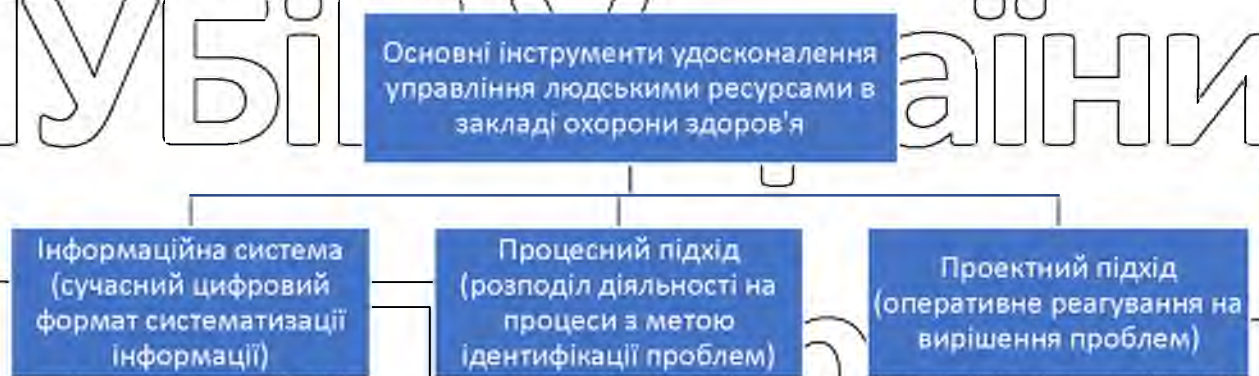 Основні інструменти удосконалення
управління людськими ресурсами в
закладі охорони здоров'я
Інформаційна система
(сучасний цифровий
формат систематизації
інформації)
Процесний підхід
(розподіл діяльності на
процеси з метою
ідентифікації проблем)
Проектний підхід
(оперативне реагування на
вирішення проблем)